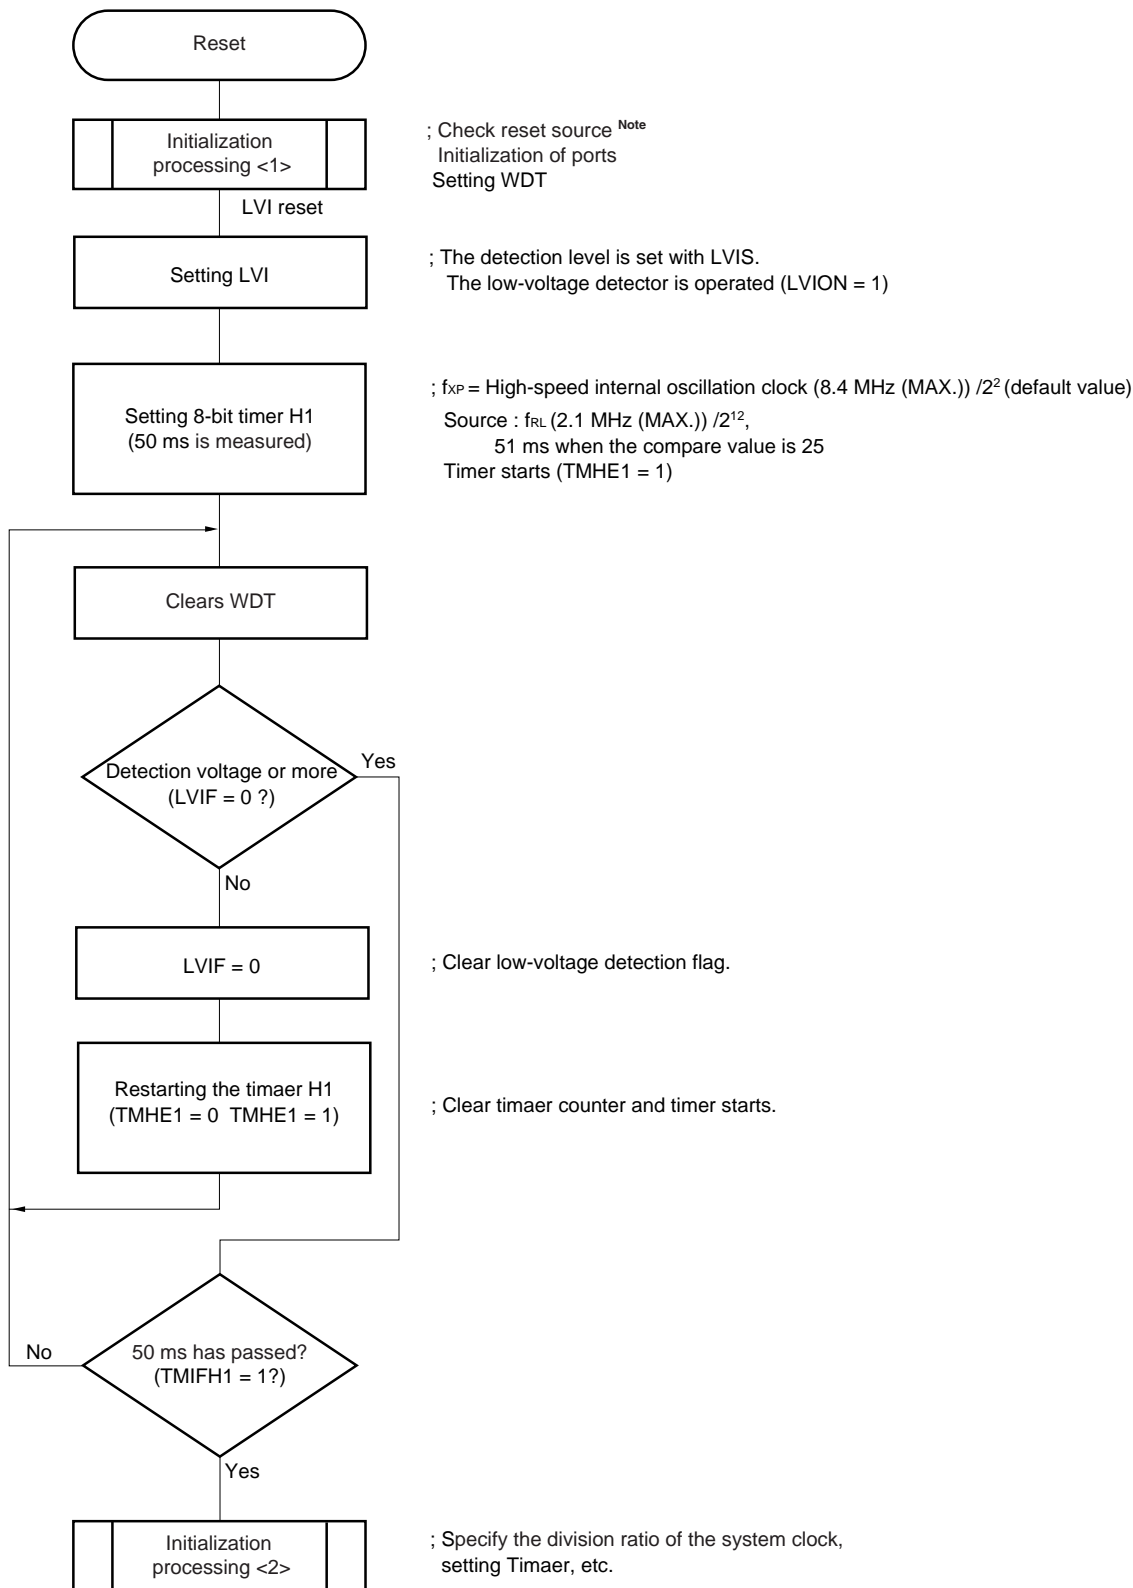 Reset
Initialization
processing <1>
; Check reset source Note
Initialization of ports
Setting WDT
LVI reset
Setting LVI
; The detection level is set with LVIS.
The low-voltage detector is operated (LVION = 1)
Setting 8-bit timer H1
(50 ms is measured)
; fXP = High-speed internal oscillation clock (8.4 MHz (MAX.)) /2² (default value)
Source : fRL (2.1 MHz (MAX.)) /2¹²,
51 ms when the compare value is 25
Timer starts (TMHE1 = 1)
Clears WDT
Detection voltage or more
(LVIF = 0 ?)
Yes
No
LVIF = 0
; Clear low-voltage detection flag.
Restarting the timaer H1
(TMHE1 = 0 TMHE1 = 1)
; Clear timaer counter and timer starts.
50 ms has passed?
(TMIFH1 = 1?)
No
Yes
Initialization
processing <2>
; Specify the division ratio of the system clock,
setting Timaer, etc.